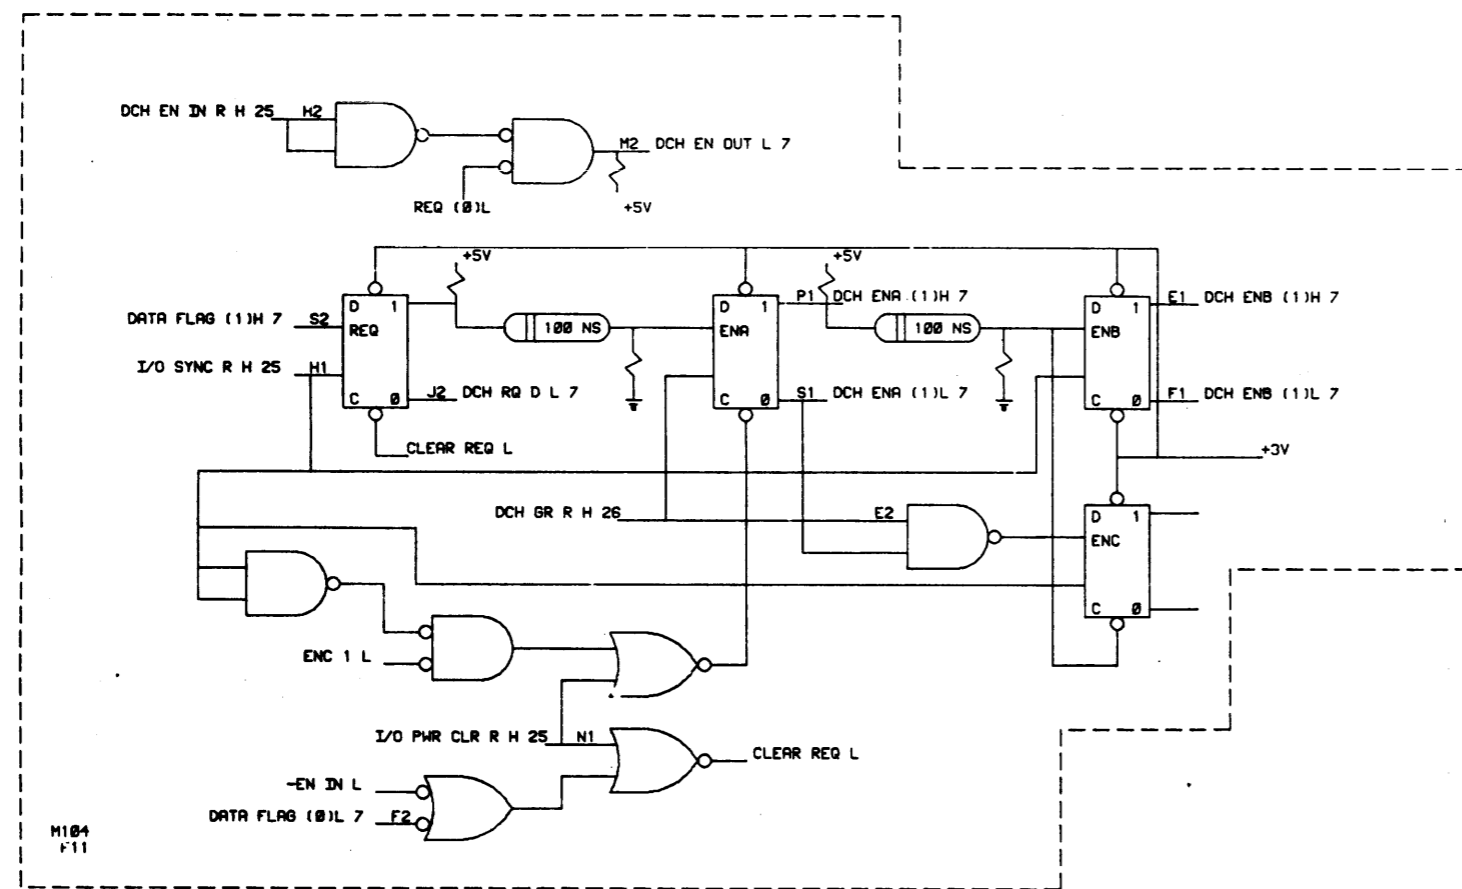 DCH EN IN R H 25 H2
M2 DCH EN OUT L 7
REQ (0)L
+5V
+5V
+5V
D 1
REQ
C 0
DATA FLAG (1)H 7 S2
I/O SYNC R H 25 H1
100 NS
J2 DCH RQ D L 7
CLEAR REQ L
D 1
ENA
C 0
P1 DCH ENA (1)H 7
100 NS
S1 DCH ENA (1)L 7
D 1
ENB
C 0
E1 DCH ENB (1)H 7
F1 DCH ENB (1)L 7
+3V
DCH GR R H 26 E2
D 1
ENC
C 0
ENC 1 L
I/O PWR CLR R H 25 N1
CLEAR REQ L
-EN IN L
DATA FLAG (0)L 7 F2
M104
F11